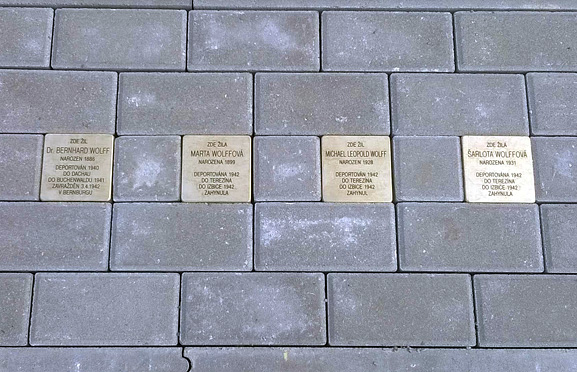 ZDE ŽIL
Dr. BERNHARD WOLFF
NAROZEN 1886
DEPORTOVÁN 1940
DO DACHAU
DO BUCHENWALDU 1941
ZAVRAŽDĚN 3.4.1942
V BERNBURGU
ZDE ŽILA
MARTA WOLFFOVÁ
NAROZENA 1899
DEPORTOVÁNA 1942
DO TEREZÍNA
DO IZBICE 1942
ZAHYNULA
ZDE ŽIL
MICHAEL LEOPOLD WOLFF
NAROZEN 1928
DEPORTOVÁN 1942
DO TEREZÍNA
DO IZBICE 1942
ZAHYNUL
ZDE ŽILA
ŠARLOTA WOLFFOVÁ
NAROZENA 1931
DEPORTOVÁNA 1942
DO TEREZÍNA
DO IZBICE 1942
ZAHYNULA